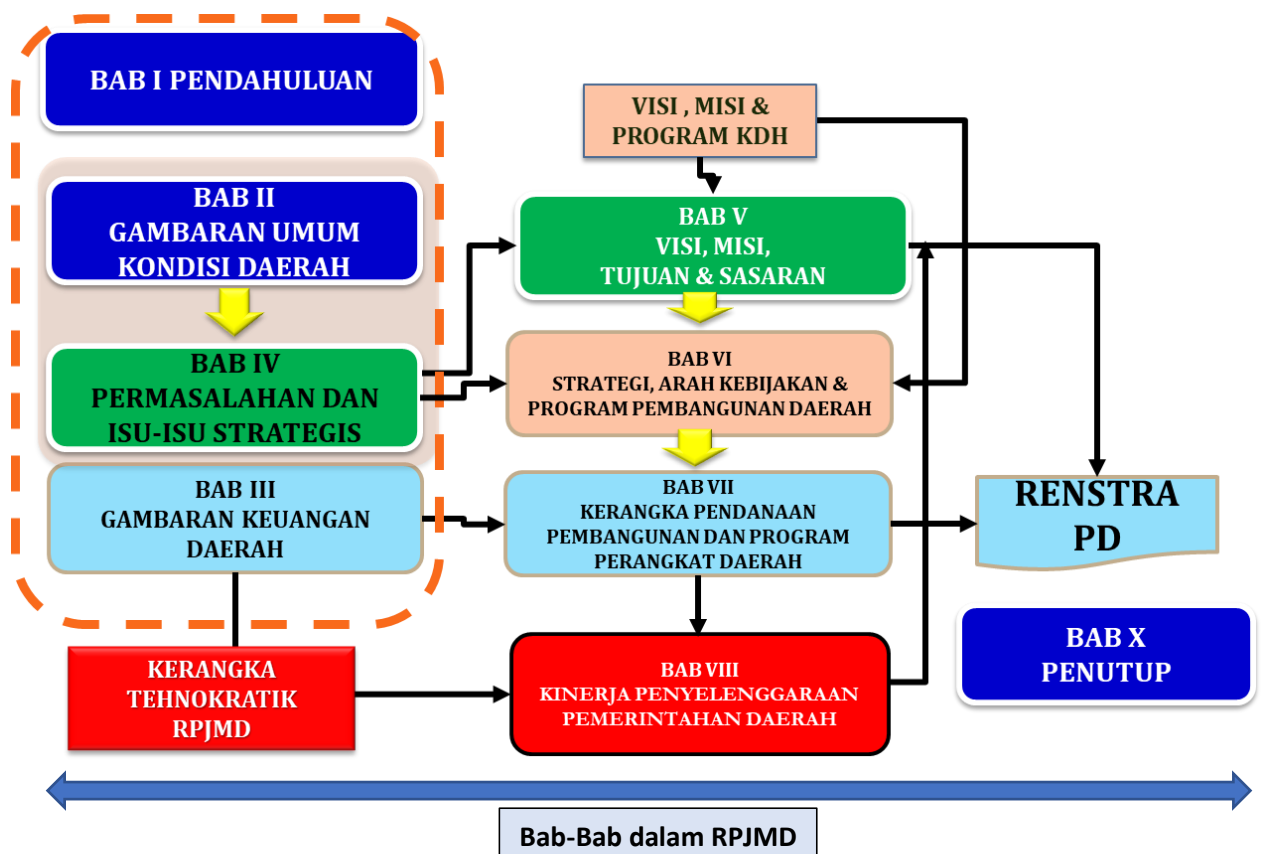 BAB I PENDAHULUAN
BAB II
GAMBARAN UMUM
KONDISI DAERAH
BAB IV
PERMASALAHAN DAN
ISU-ISU STRATEGIS
BAB III
GAMBARAN KEUANGAN
DAERAH
KERANGKA
TEHNOKRATIK
RPJMD
VISI , MISI &
PROGRAM KDH
BAB V
VISI, MISI,
TUJUAN & SASARAN
BAB VI
STRATEGI, ARAH KEBIJAKAN &
PROGRAM PEMBANGUNAN DAERAH
BAB VII
KERANGKA PENDANAAN
PEMBANGUNAN DAN PROGRAM
PERANGKAT DAERAH
BAB VIII
KINERJA PENYELENGGARAAN
PEMERINTAHAN DAERAH
RENSTRA
PD
BAB X
PENUTUP
Bab-Bab dalam RPJMD